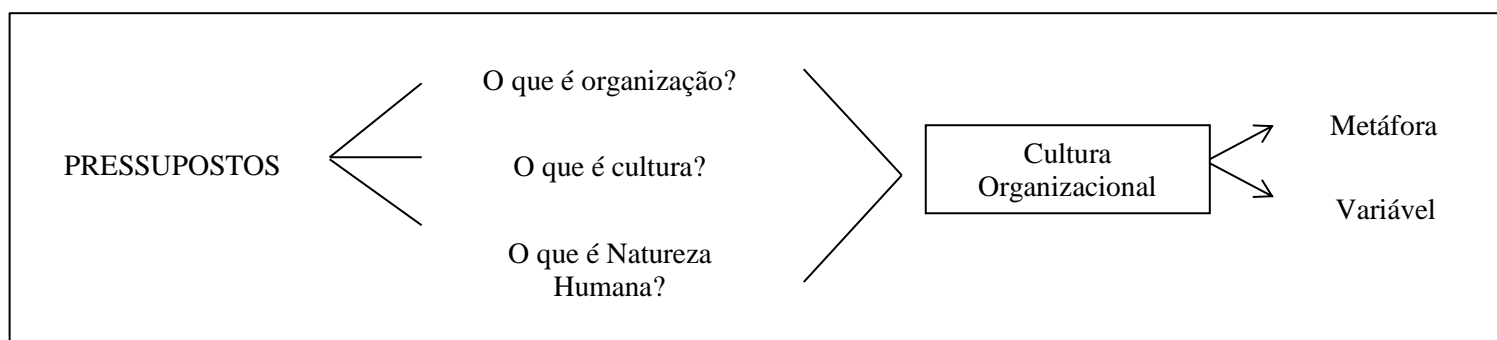 PRESSUPOSTOS
O que é organização?
O que é cultura?
O que é Natureza
Humana?
Cultura
Organizacional
Metáfora
Variável